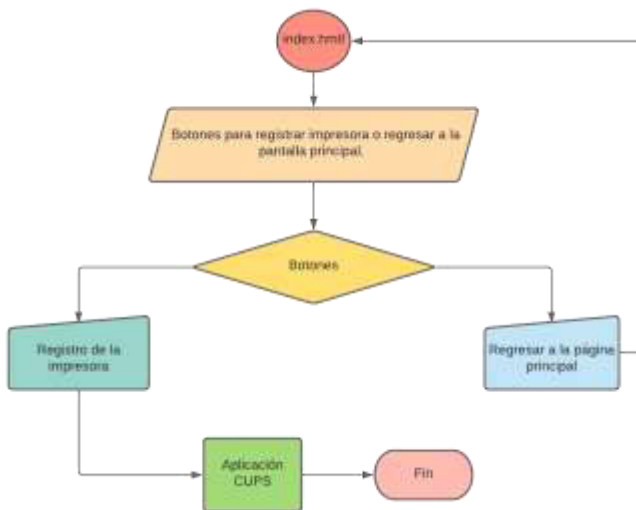 index.hmtl
Botones para registrar impresora o regresar a la
pantalla principal.
Botones
Registro de la
impresora
Regresar a la página
principal
Aplicación
CUPS
Fin